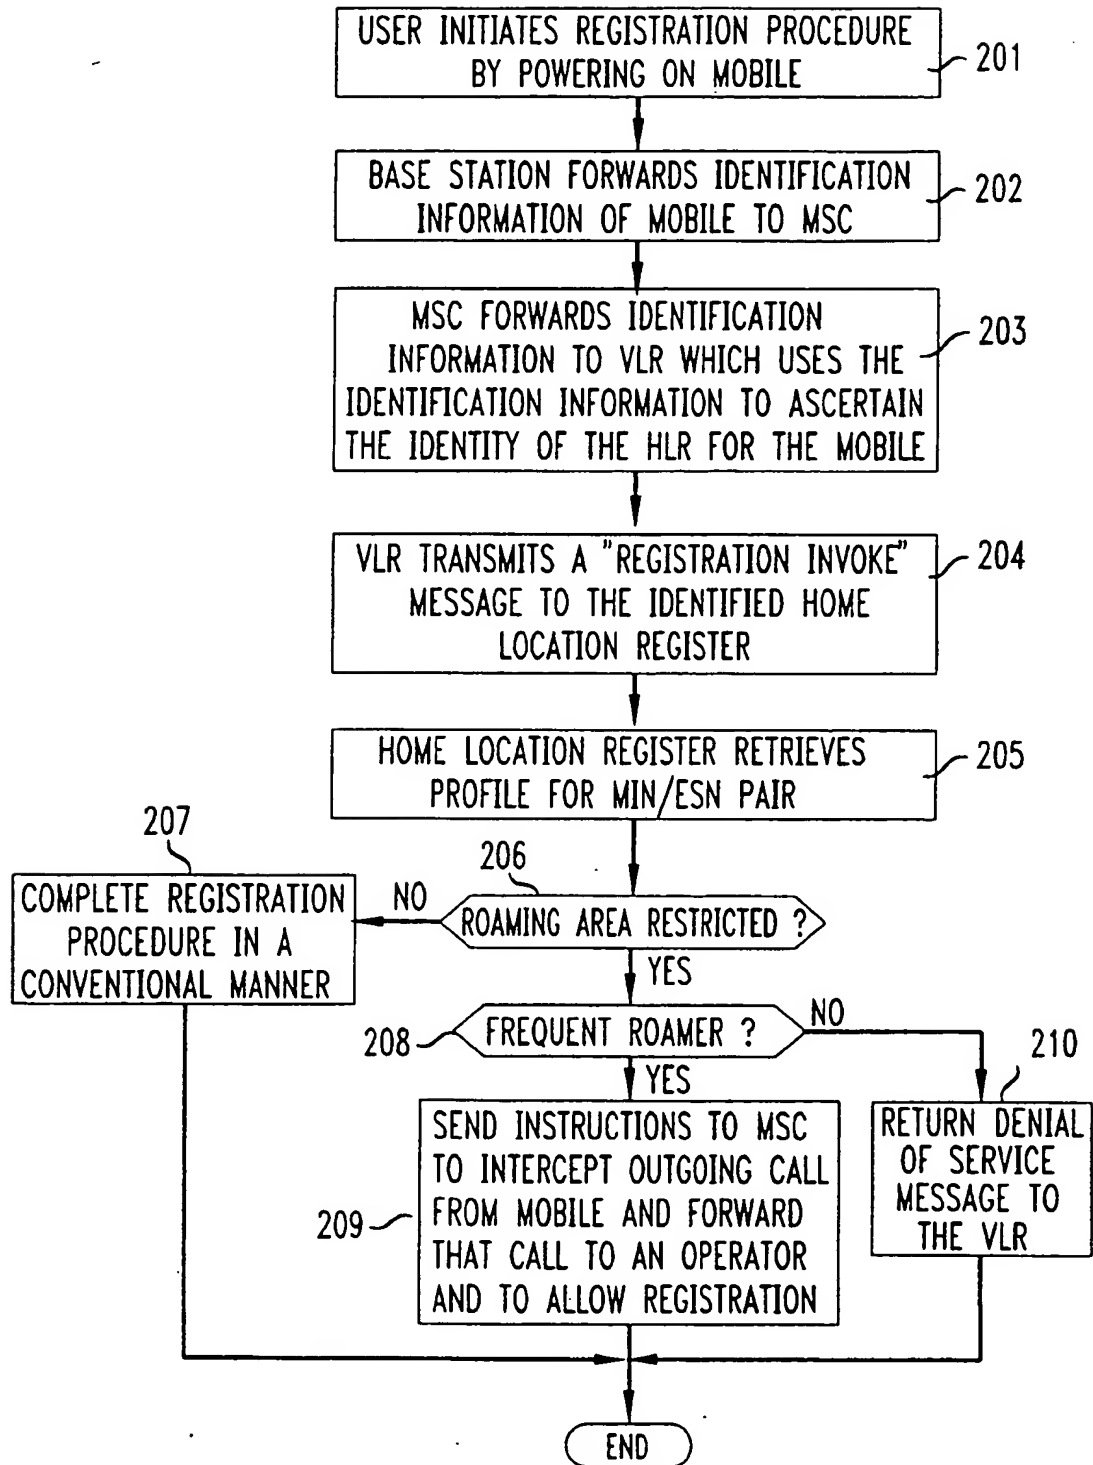 USER INITIATES REGISTRATION PROCEDURE
BY POWERING ON MOBILE
201
BASE STATION FORWARDS IDENTIFICATION
INFORMATION OF MOBILE TO MSC
202
MSC FORWARDS IDENTIFICATION
INFORMATION TO VLR WHICH USES THE
IDENTIFICATION INFORMATION TO ASCERTAIN
THE IDENTITY OF THE HLR FOR THE MOBILE
203
VLR TRANSMITS A "REGISTRATION INVOKE"
MESSAGE TO THE IDENTIFIED HOME
LOCATION REGISTER
204
HOME LOCATION REGISTER RETRIEVES
PROFILE FOR MIN/ESN PAIR
205
206
ROAMING AREA RESTRICTED ?
NO
207
COMPLETE REGISTRATION
PROCEDURE IN A
CONVENTIONAL MANNER
YES
208
FREQUENT ROAMER ?
NO
YES
209
SEND INSTRUCTIONS TO MSC
TO INTERCEPT OUTGOING CALL
FROM MOBILE AND FORWARD
THAT CALL TO AN OPERATOR
AND TO ALLOW REGISTRATION
210
RETURN DENIAL
OF SERVICE
MESSAGE TO
THE VLR
END